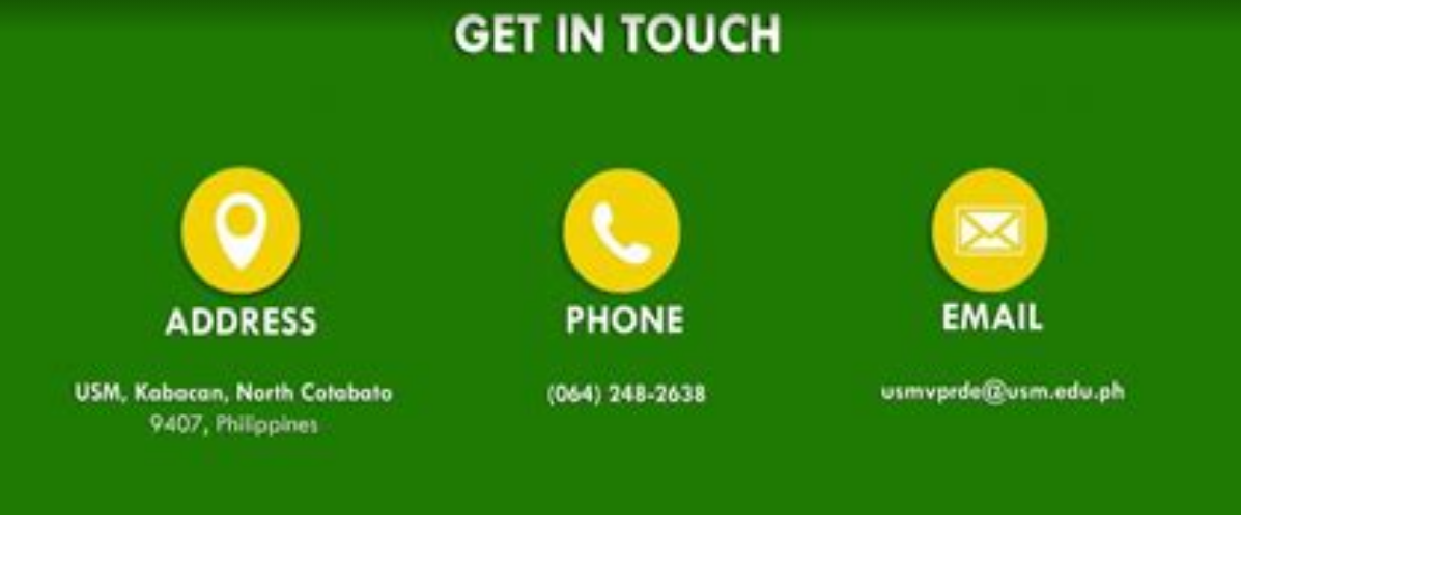 GET IN TOUCH
ADDRESS
USM, Kabacan, North Cotabato
9407, Philippines
PHONE
(064) 248-2638
EMAIL
usmvprde@usm.edu.ph